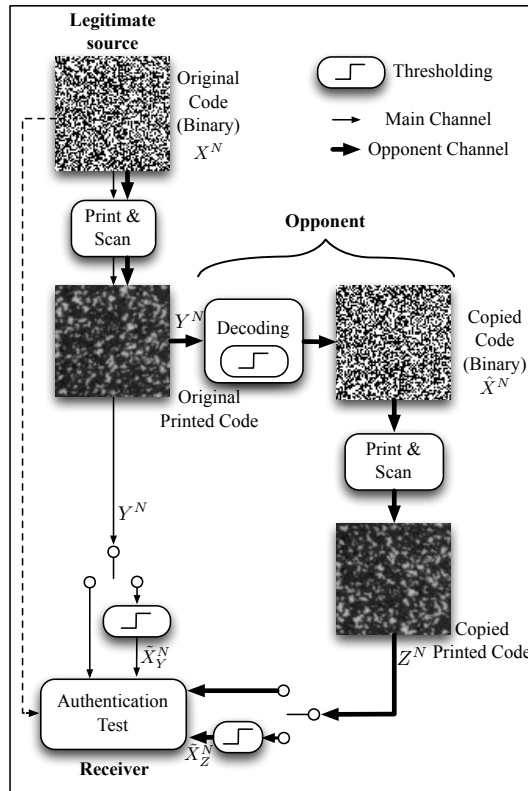 Legitimate
source
Original
Code
(Binary)
X^N
Thresholding
Main Channel
Opponent Channel
Print &
Scan
Opponent
Y^N
Decoding
Original
Printed Code
Copied
Code
(Binary)
X̂^N
Print &
Scan
Y^N
Copied
Printed Code
Z^N
X̃_Y^N
Authentication
Test
X̃_Z^N
Receiver